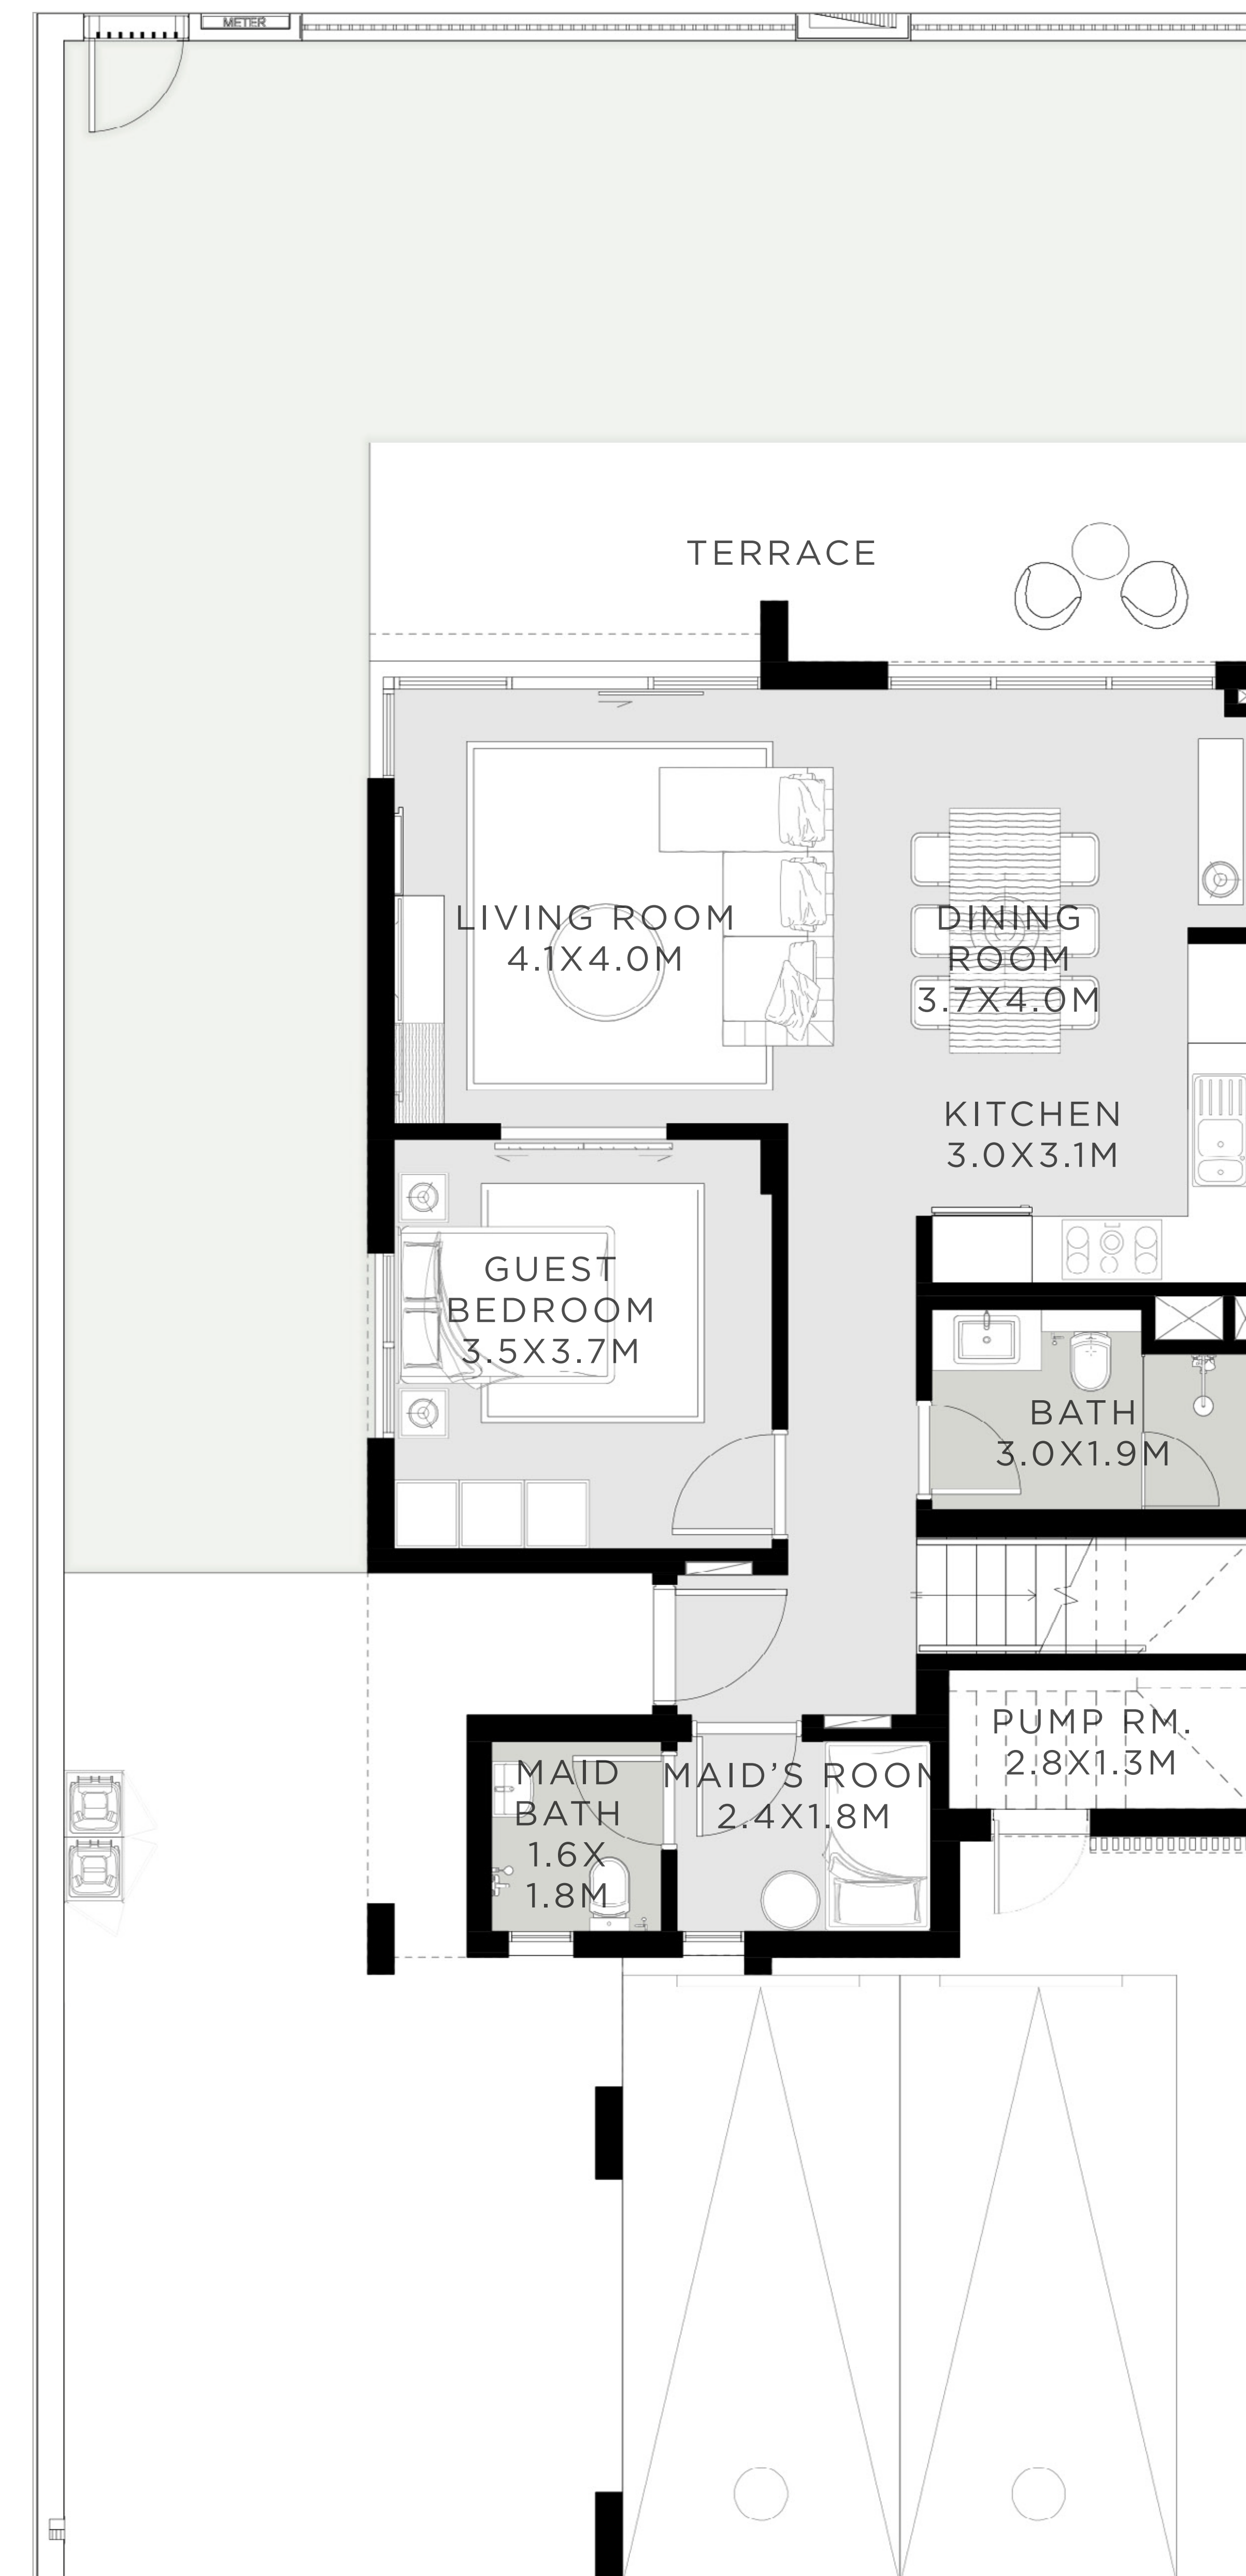 METER
TERRACE
LIVING ROOM
4.1X4.0M
DINING
ROOM
3.7X4.0M
KITCHEN
3.0X3.1M
GUEST
BEDROOM
3.5X3.7M
BATH
3.0X1.9M
PUMP RM.
2.8X1.3M
MAID
BATH
1.6X
1.8M
MAID'S ROOM
2.4X1.8M